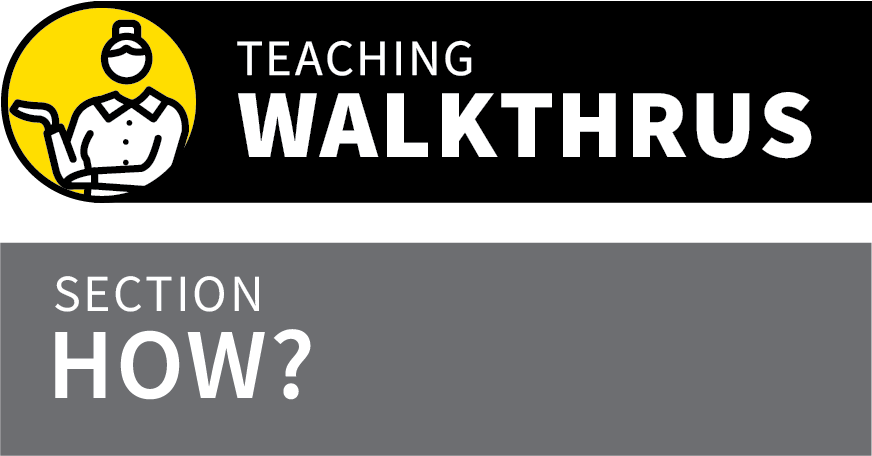 TEACHING
WALKTHRUS
SECTION
HOW?